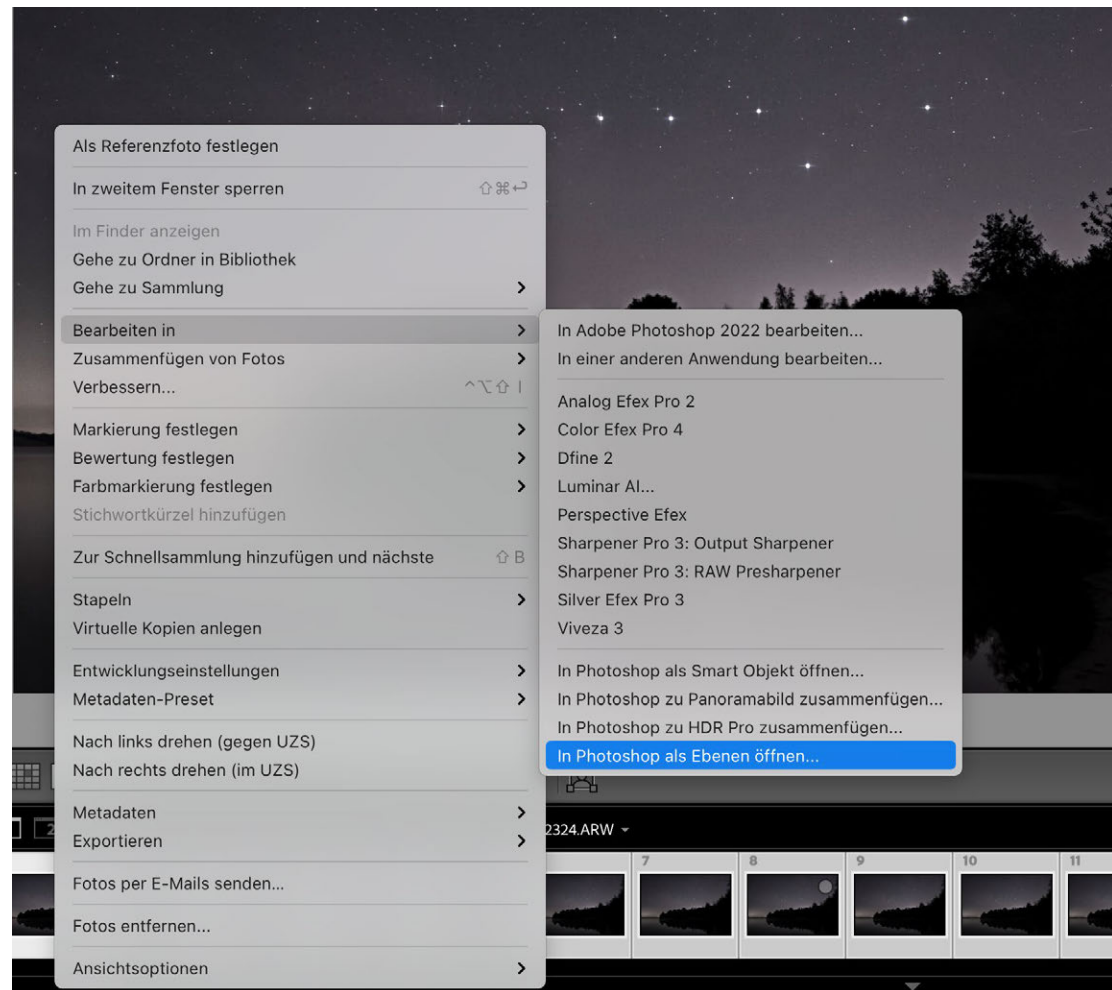 Als Referenzfoto festlegen
In zweitem Fenster sperren ⇧⌘↩
Im Finder anzeigen
Gehe zu Ordner in Bibliothek
Gehe zu Sammlung
Bearbeiten in
Zusammenfügen von Fotos
Verbessern... ^⌥⇧ I
Markierung festlegen
Bewertung festlegen
Farbmarkierung festlegen
Stichwortkürzel hinzufügen
Zur Schnellsammlung hinzufügen und nächste ⇧ B
Stapeln
Virtuelle Kopien anlegen
Entwicklungseinstellungen
Metadaten-Preset
Nach links drehen (gegen UZS)
Nach rechts drehen (im UZS)
Metadaten
Exportieren
Fotos per E-Mails senden...
Fotos entfernen...
Ansichtsoptionen
In Adobe Photoshop 2022 bearbeiten...
In einer anderen Anwendung bearbeiten...
Analog Efex Pro 2
Color Efex Pro 4
Dfine 2
Luminar AI...
Perspective Efex
Sharpener Pro 3: Output Sharpener
Sharpener Pro 3: RAW Presharpener
Silver Efex Pro 3
Viveza 3
In Photoshop als Smart Objekt öffnen...
In Photoshop zu Panoramabild zusammenfügen...
In Photoshop zu HDR Pro zusammenfügen...
In Photoshop als Ebenen öffnen...
2 2324.ARW
7 8 9 10 11